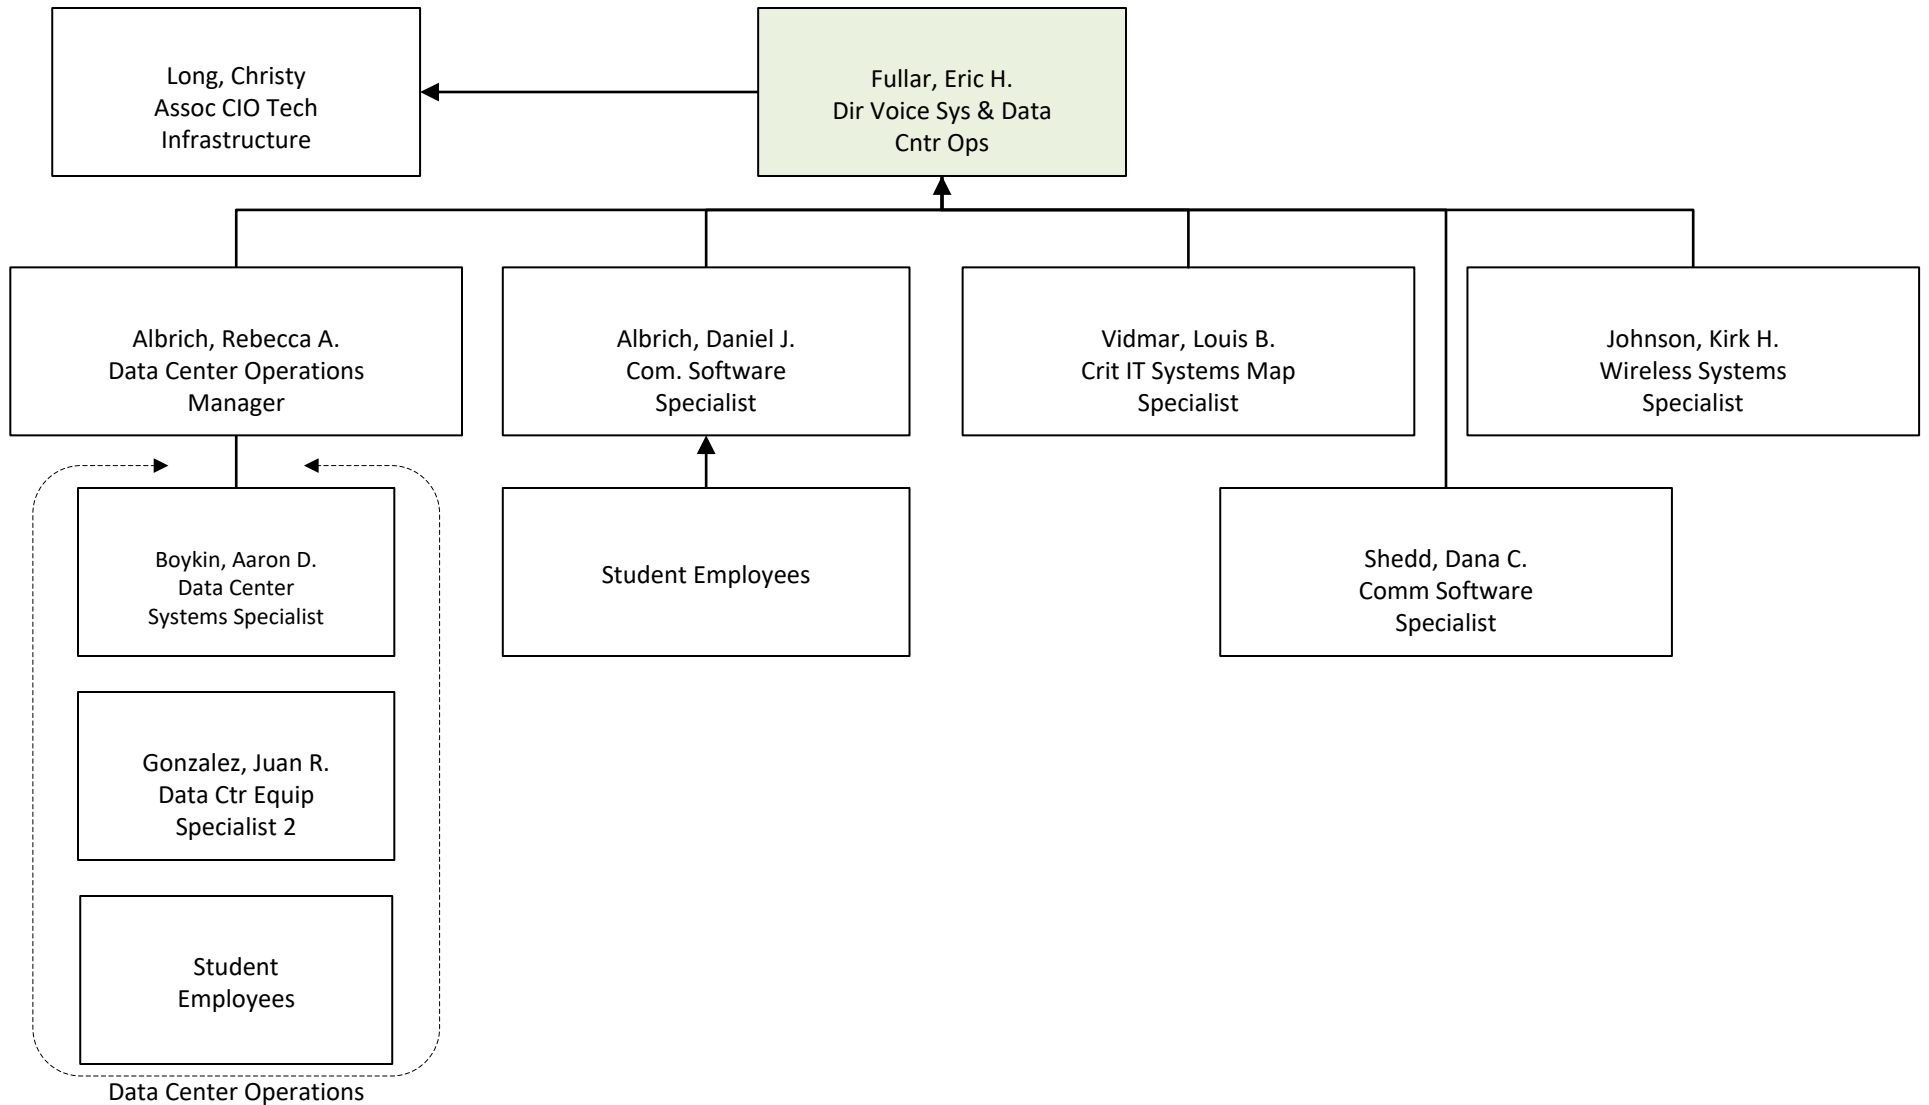 Long, Christy
Assoc CIO Tech
Infrastructure
Fullar, Eric H.
Dir Voice Sys & Data
Cntr Ops
Albrich, Rebecca A.
Data Center Operations
Manager
Albrich, Daniel J.
Com. Software
Specialist
Vidmar, Louis B.
Crit IT Systems Map
Specialist
Johnson, Kirk H.
Wireless Systems
Specialist
Boykin, Aaron D.
Data Center
Systems Specialist
Student Employees
Shedd, Dana C.
Comm Software
Specialist
Gonzalez, Juan R.
Data Ctr Equip
Specialist 2
Student
Employees
Data Center Operations